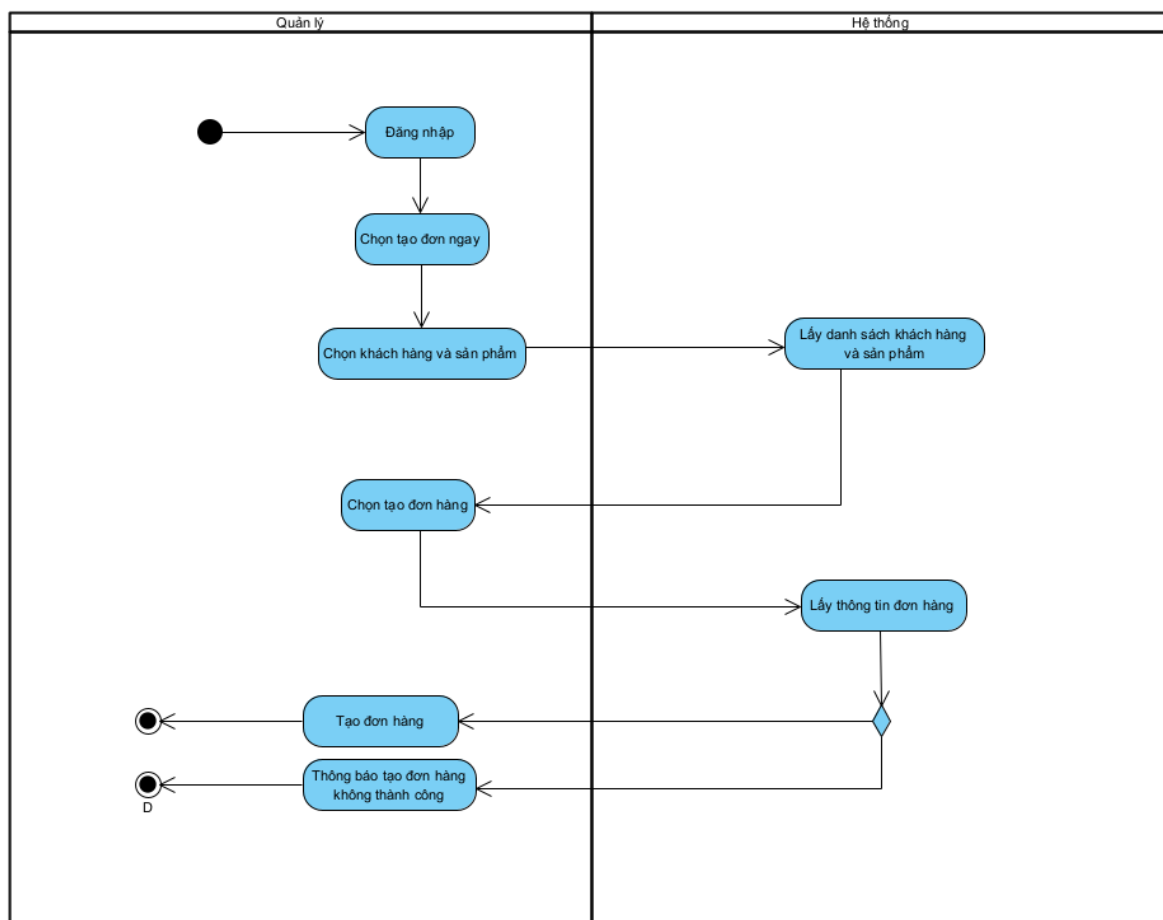 Quản lý
Hệ thống
Đăng nhập
Chọn tạo đơn ngay
Chọn khách hàng và sản phẩm
Lấy danh sách khách hàng
và sản phẩm
Chọn tạo đơn hàng
Lấy thông tin đơn hàng
Tạo đơn hàng
Thông báo tạo đơn hàng
không thành công
D